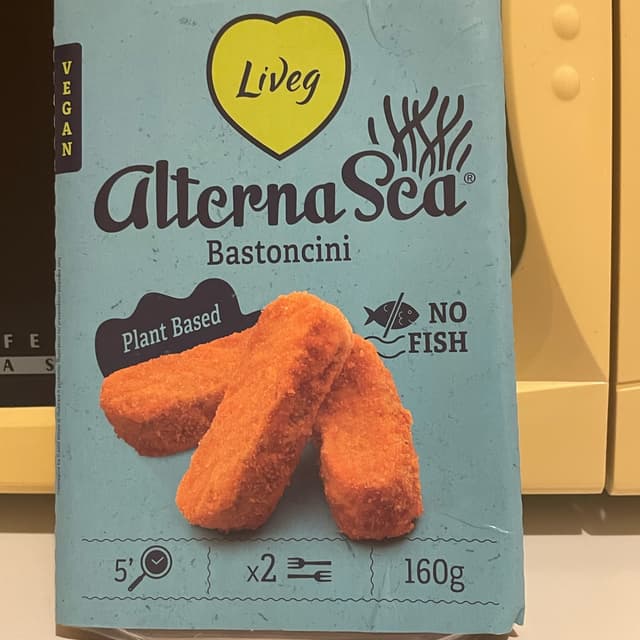 VEGAN
Liveg
AlternaSea®
Bastoncini
Plant Based
NO
FISH
5'
x2
160g